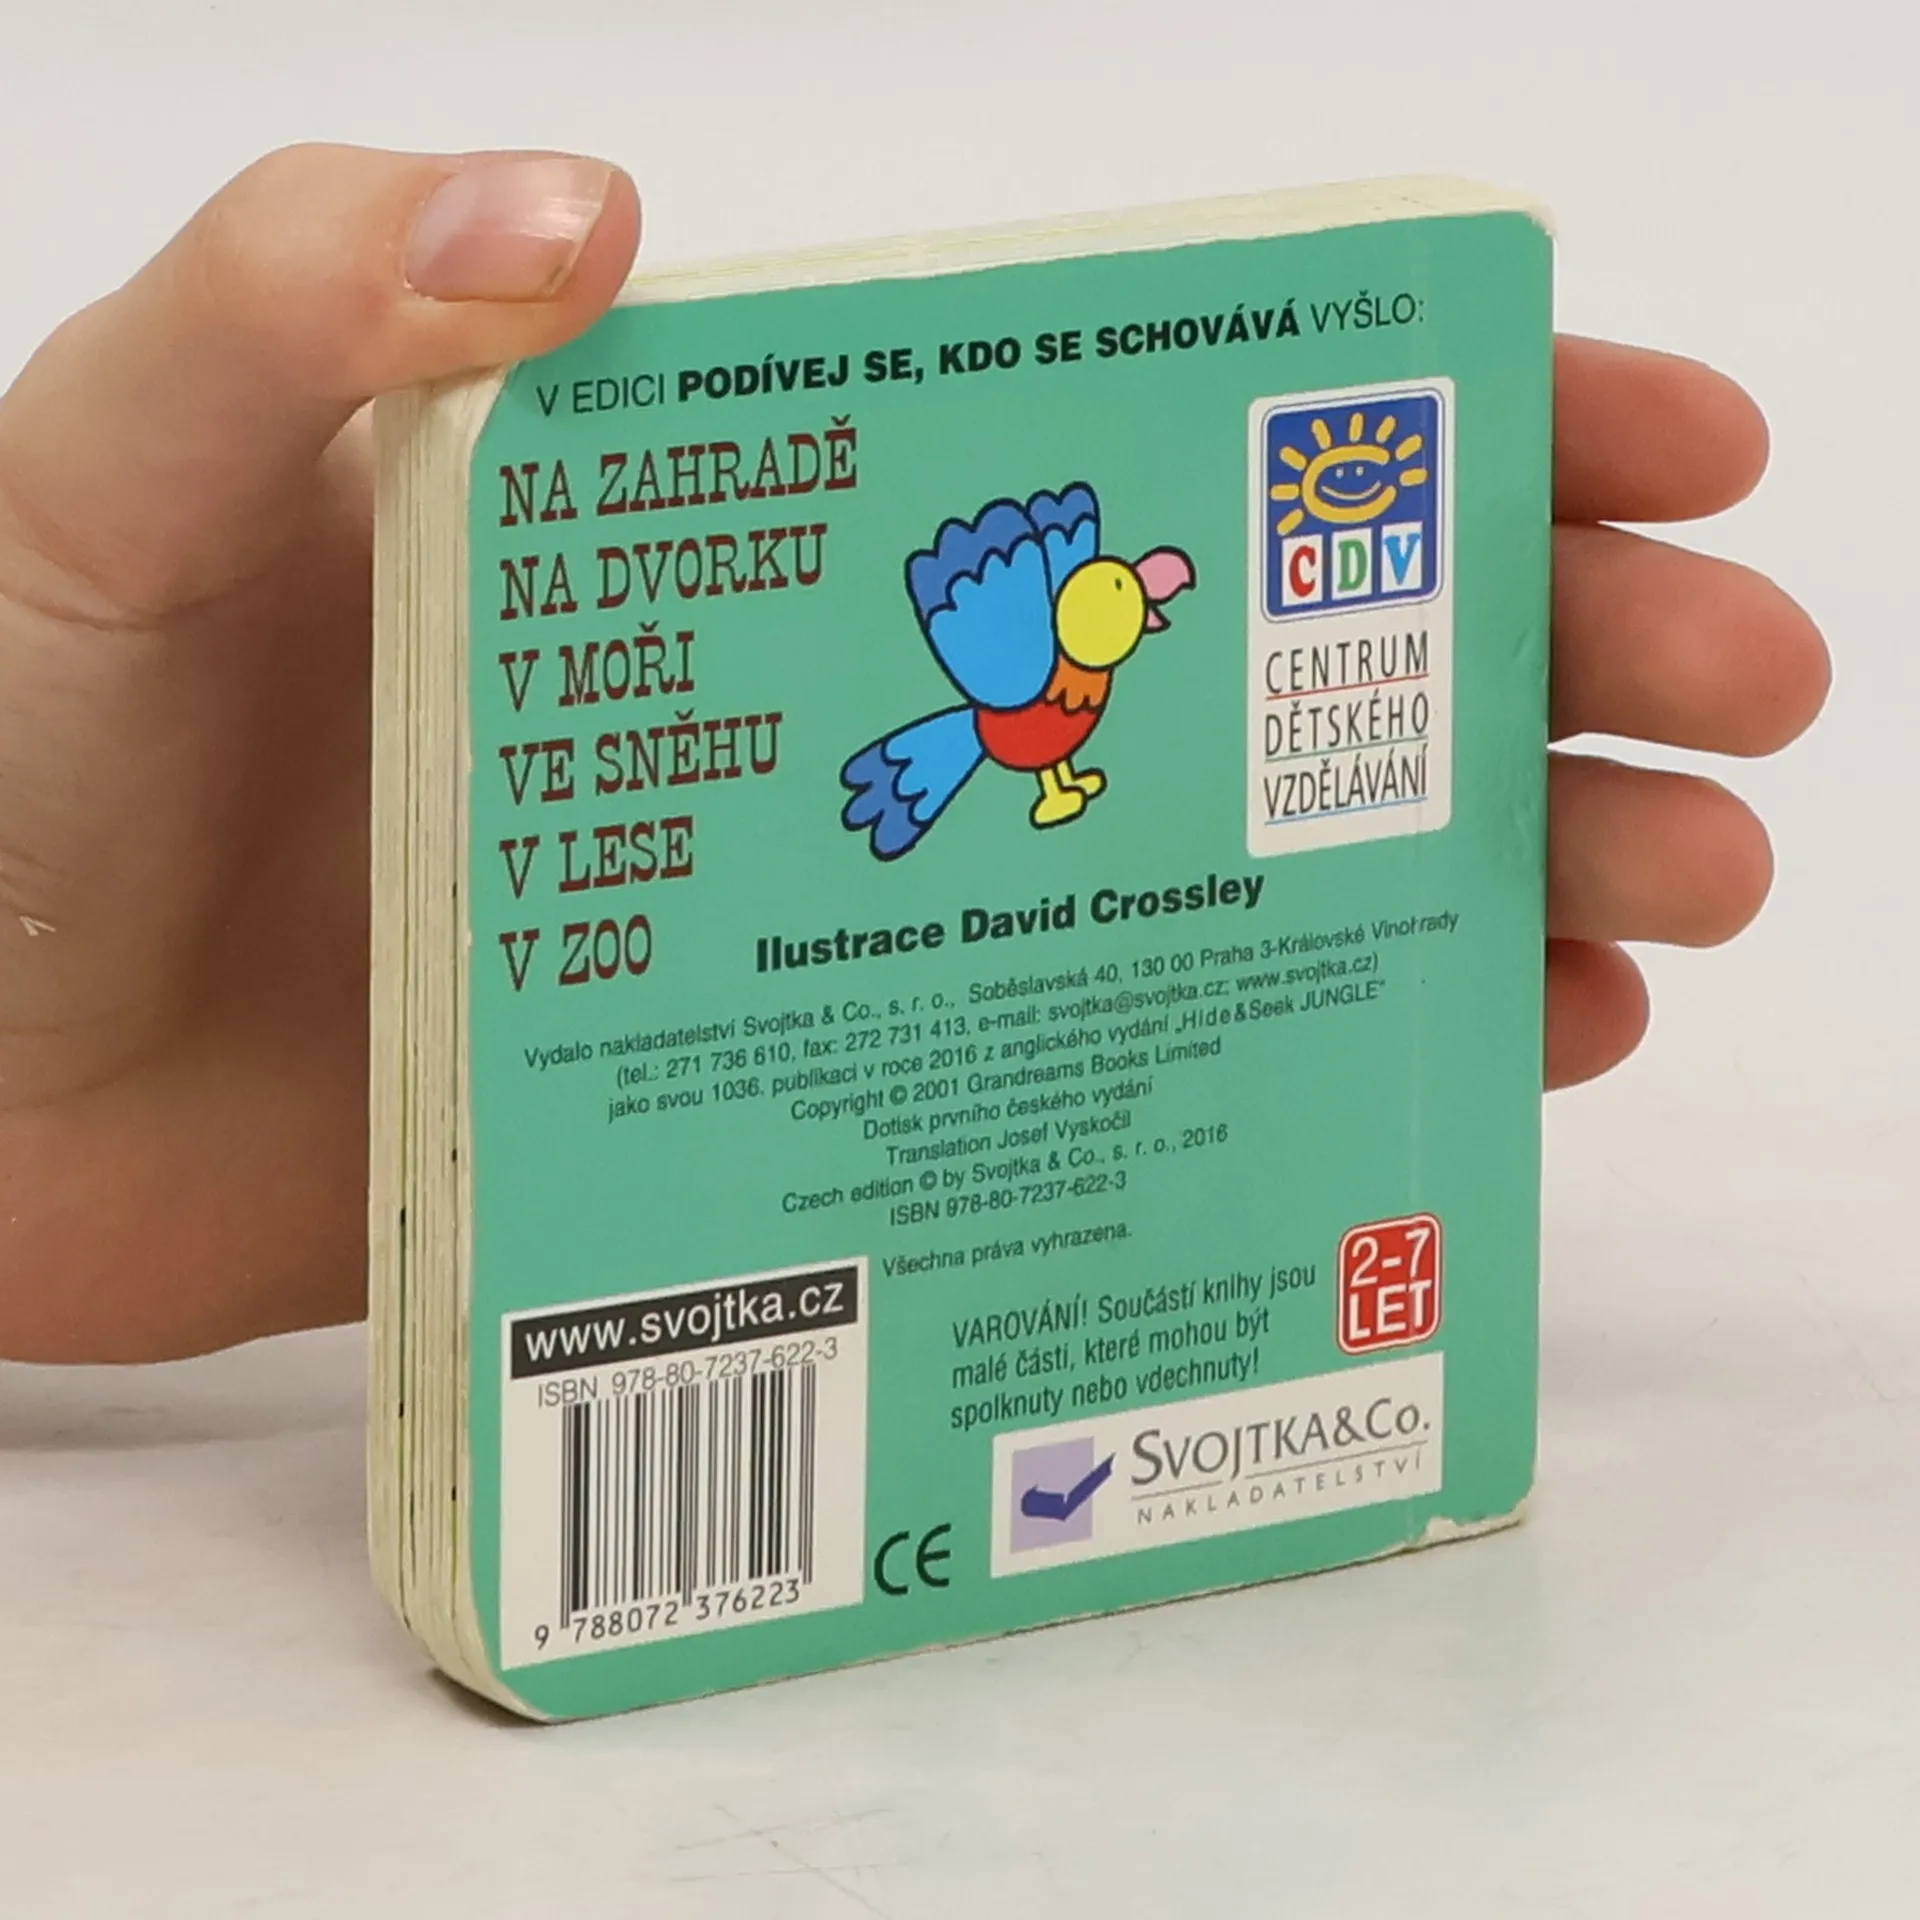 V EDICI PODÍVEJ SE, KDO SE SCHOVÁVÁ VYŠLO:
NA ZAHRADĚ
NA DVORKU
V MOŘI
VE SNĚHU
V LESE
V ZOO
CDV
CENTRUM
DĚTSKÉHO
VZDĚLÁVÁNÍ
Ilustrace David Crossley
Vydalo nakladatelství Svojtka & Co., s. r. o., Soběslavská 40, 130 00 Praha 3-Královské Vinohrady
(tel.: 271 736 610, fax: 272 731 413, e-mail: svojtka@svojtka.cz; www.svojtka.cz)
jako svou 1036. publikaci v roce 2016 z anglického vydání „Hide & Seek JUNGLE“
Copyright © 2001 Grandreams Books Limited
Dotisk prvního českého vydání
Translation Josef Vyskočil
Czech edition © by Svojtka & Co., s. r. o., 2016
ISBN 978-80-7237-622-3
Všechna práva vyhrazena.
www.svojtka.cz
ISBN 978-80-7237-622-3
9 788072 376223
VAROVÁNÍ! Součástí knihy jsou
malé části, které mohou být
spolknuty nebo vdechnuty!
2-7
LET
CE
SVOJTKA&CO.
NAKLADATELSTVÍ